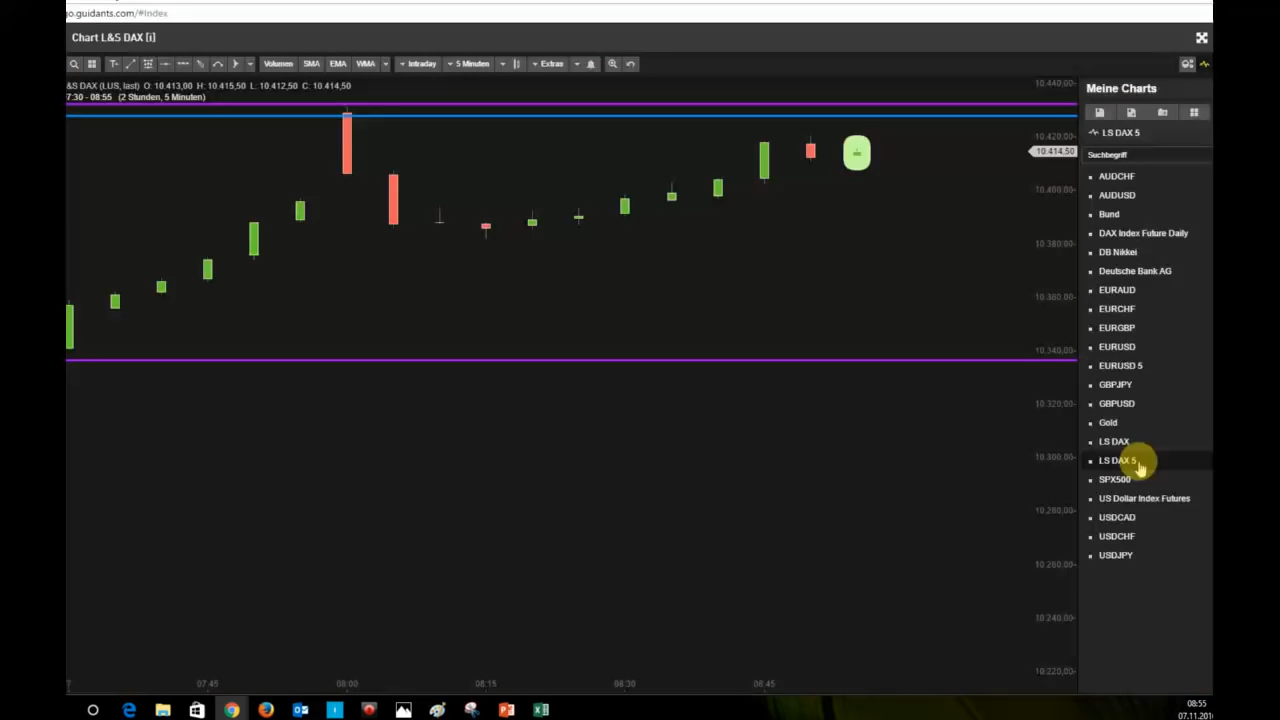 go.guidants.com/#Index
Chart L&S DAX [i]
T- Volumen SMA EMA WMA Intraday 5 Minuten Extras
&S DAX (LUS, last) O: 10.413,00 H: 10.415,50 L: 10.412,50 C: 10.414,50
7:30 - 08:55 (2 Stunden, 5 Minuten)
10.440,00
10.420,00
10.414,50
10.400,00
10.380,00
10.360,00
10.340,00
10.320,00
10.300,00
10.280,00
10.260,00
10.240,00
10.220,00
07:45 08:00 08:15 08:30 08:45
Meine Charts
LS DAX 5
Suchbegriff
AUDCHF
AUDUSD
Bund
DAX Index Future Daily
DB Nikkei
Deutsche Bank AG
EURAUD
EURCHF
EURGBP
EURUSD
EURUSD 5
GBPJPY
GBPUSD
Gold
LS DAX
LS DAX 5
SPX500
US Dollar Index Futures
USDCAD
USDCHF
USDJPY
08:55
07.11.201